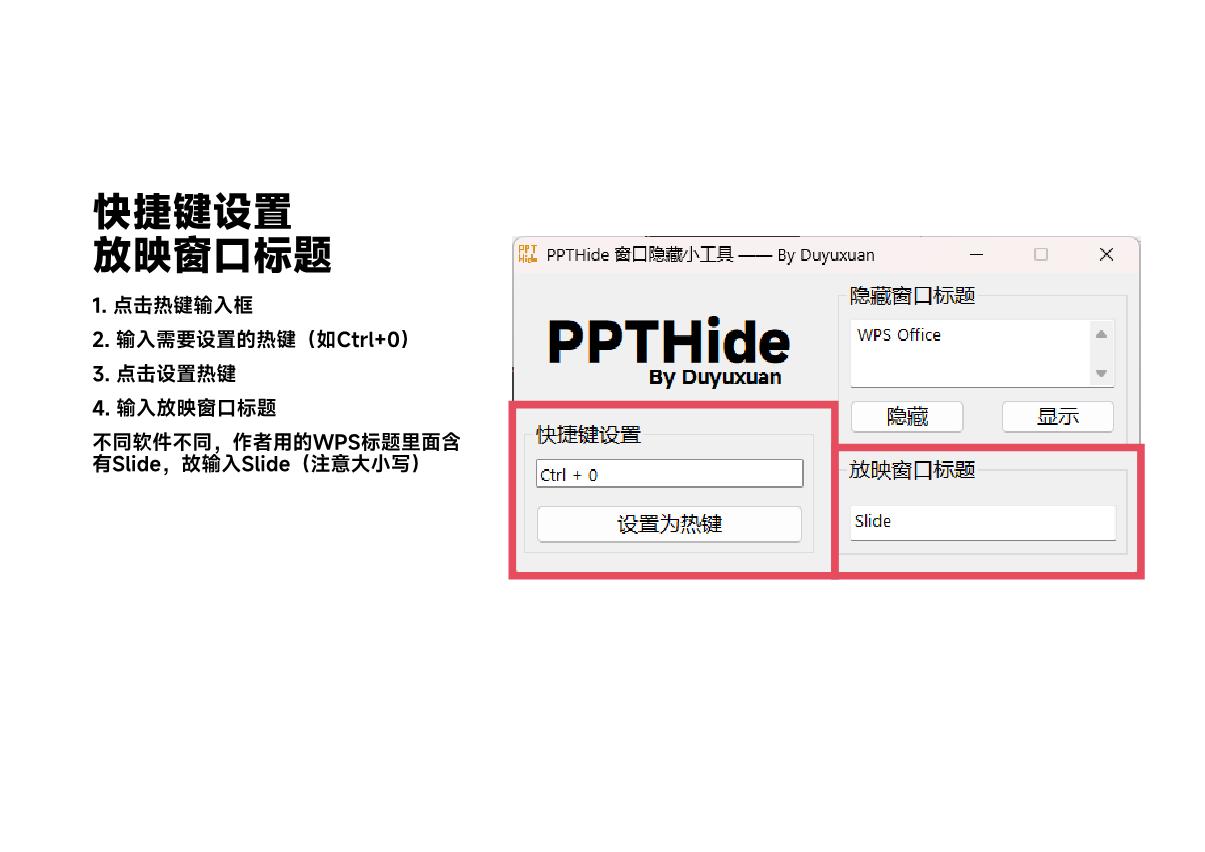 快捷键设置
放映窗口标题
1. 点击热键输入框
2. 输入需要设置的热键（如Ctrl+0）
3. 点击设置热键
4. 输入放映窗口标题
不同软件不同，作者用的WPS标题里面含
有Slide，故输入Slide（注意大小写）
PPT
Hide
PPTHide 窗口隐藏小工具 —— By Duyuxuan
PPTHide
By Duyuxuan
隐藏窗口标题
WPS Office
隐藏
显示
快捷键设置
Ctrl + 0
设置为热键
放映窗口标题
Slide